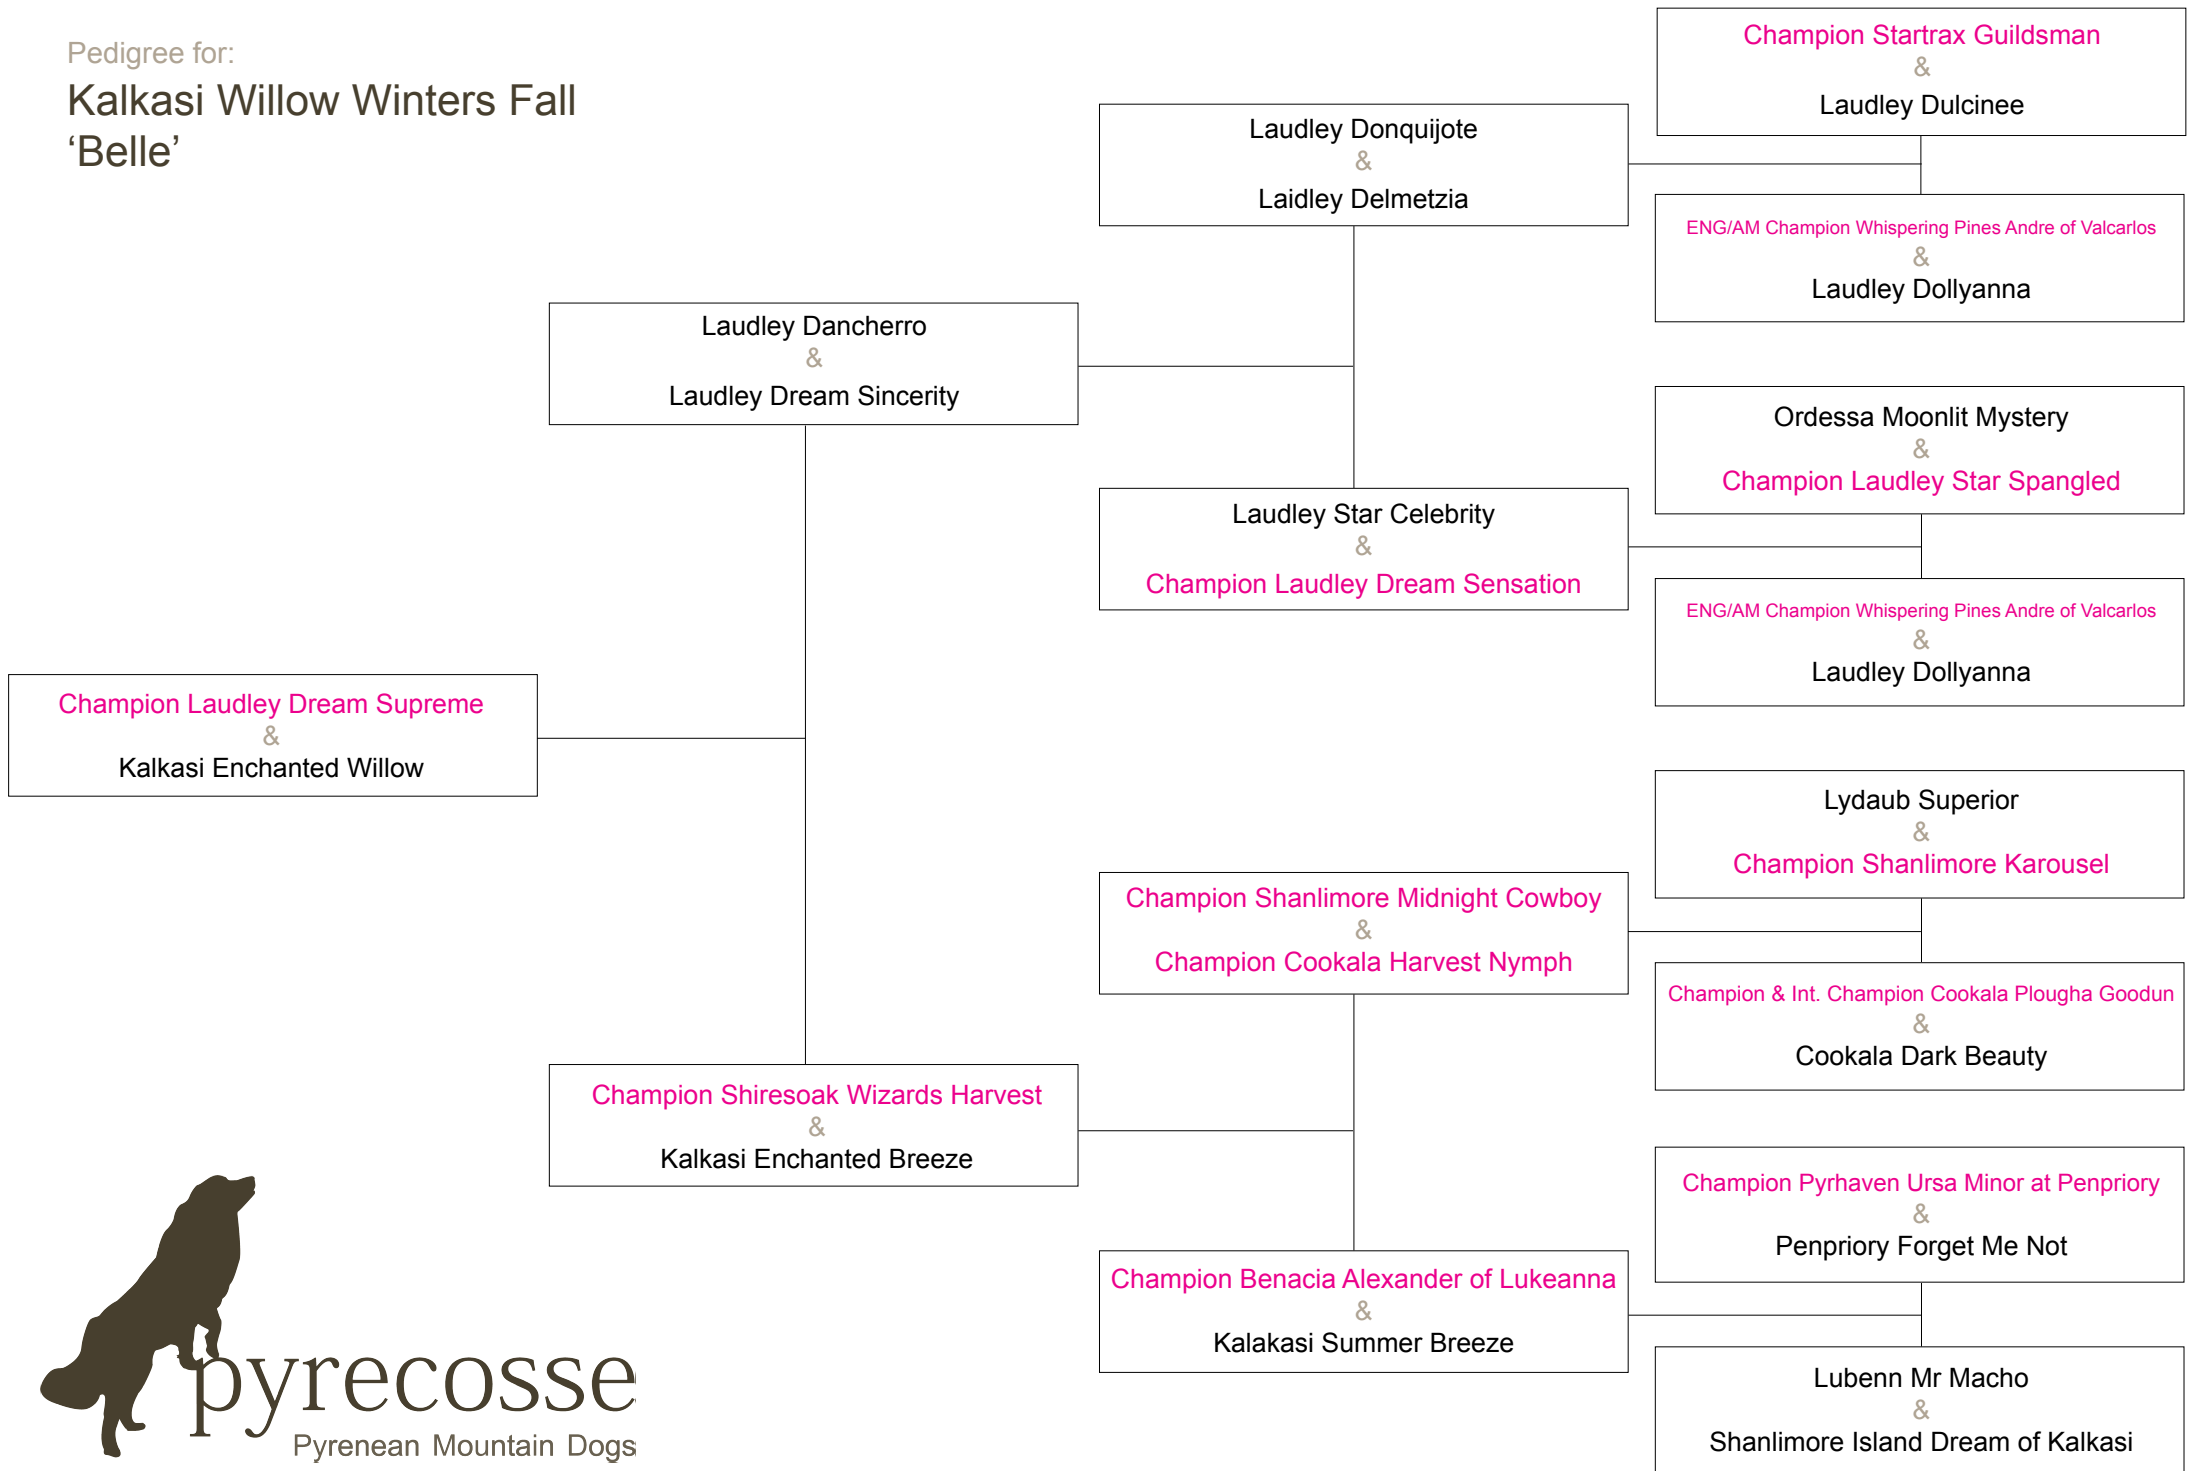 Pedigree for:
Kalkasi Willow Winters Fall
‘Belle’
Champion Laudley Dream Supreme
&
Kalkasi Enchanted Willow
Laudley Dancherro
&
Laudley Dream Sincerity
Champion Shiresoak Wizards Harvest
&
Kalkasi Enchanted Breeze
Laudley Donquijote
&
Laidley Delmetzia
Laudley Star Celebrity
&
Champion Laudley Dream Sensation
Champion Shanlimore Midnight Cowboy
&
Champion Cookala Harvest Nymph
Champion Benacia Alexander of Lukeanna
&
Kalakasi Summer Breeze
Champion Startrax Guildsman
&
Laudley Dulcinee
ENG/AM Champion Whispering Pines Andre of Valcarlos
&
Laudley Dollyanna
Ordessa Moonlit Mystery
&
Champion Laudley Star Spangled
ENG/AM Champion Whispering Pines Andre of Valcarlos
&
Laudley Dollyanna
Lydaub Superior
&
Champion Shanlimore Karousel
Champion & Int. Champion Cookala Plougha Goodun
&
Cookala Dark Beauty
Champion Pyrhaven Ursa Minor at Penpriory
&
Penpriory Forget Me Not
Lubenn Mr Macho
&
Shanlimore Island Dream of Kalkasi
pyrecosse
Pyrenean Mountain Dogs